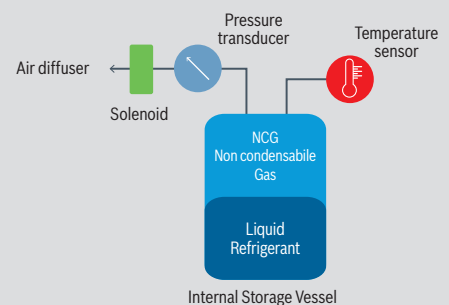 Pressure
transducer
Temperature
sensor
Air diffuser
Solenoid
NCG
Non condensabile
Gas
Liquid
Refrigerant
Internal Storage Vessel